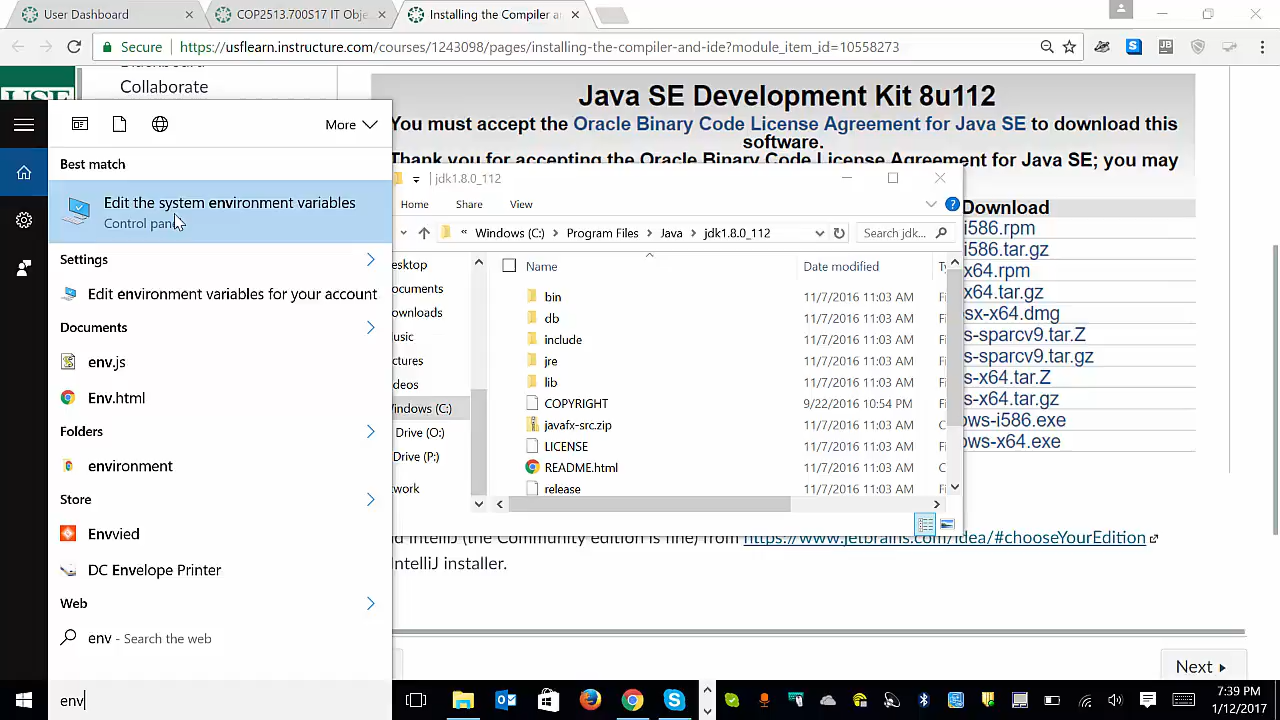 User Dashboard
COP2513.700S17 IT Obje
Installing the Compiler a
Secure
https://usflearn.instructure.com/courses/1243098/pages/installing-the-compiler-and-ide?module_item_id=10558273
Collaborate
Java SE Development Kit 8u112
You must accept the Oracle Binary Code License Agreement for Java SE to download this
software.
Thank you for accepting the Oracle Binary Code License Agreement for Java SE; you may
More
Best match
Edit the system environment variables
Control panel
Settings
Edit environment variables for your account
Documents
env.js
Env.html
Folders
environment
Store
Envvied
DC Envelope Printer
Web
env - Search the web
env
jdk1.8.0_112
Home
Share
View
« Windows (C:) > Program Files > Java > jdk1.8.0_112
Search jdk...
esktop
ocuments
ownloads
usic
ctures
deos
indows (C:)
Drive (O:)
Drive (P:)
work
Name
Date modified
Ty
bin
11/7/2016 11:03 AM
Fi
db
11/7/2016 11:03 AM
Fi
include
11/7/2016 11:03 AM
Fi
jre
11/7/2016 11:03 AM
Fi
lib
11/7/2016 11:03 AM
Fi
COPYRIGHT
9/22/2016 10:54 PM
Fi
javafx-src.zip
11/7/2016 11:03 AM
C
LICENSE
11/7/2016 11:03 AM
Fi
README.html
11/7/2016 11:03 AM
C
release
11/7/2016 11:03 AM
Fi
Download
i586.rpm
i586.tar.gz
x64.rpm
x64.tar.gz
sx-x64.dmg
s-sparcv9.tar.Z
s-sparcv9.tar.gz
s-x64.tar.Z
s-x64.tar.gz
ows-i586.exe
ows-x64.exe
d IntelliJ (the Community edition is fine) from https://www.jetbrains.com/idea/#chooseYourEdition
IntelliJ installer.
Next
7:39 PM
1/12/2017